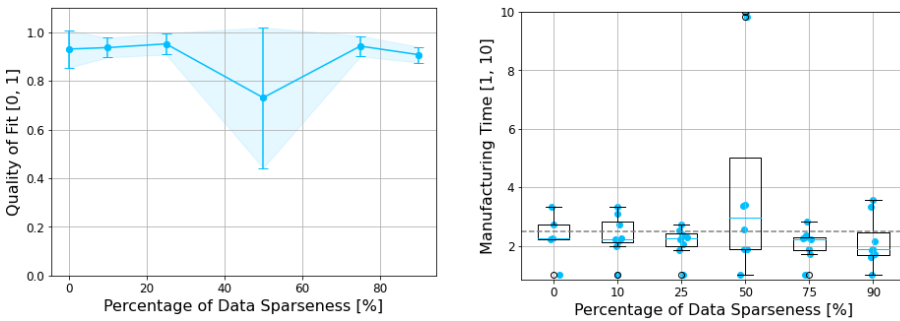 1.0
0.8
0.6
0.4
0.2
0.0
Quality of Fit [0, 1]
0 20 40 60 80
Percentage of Data Sparseness [%]
10
8
6
4
2
Manufacturing Time [1, 10]
0 10 25 50 75 90
Percentage of Data Sparseness [%]